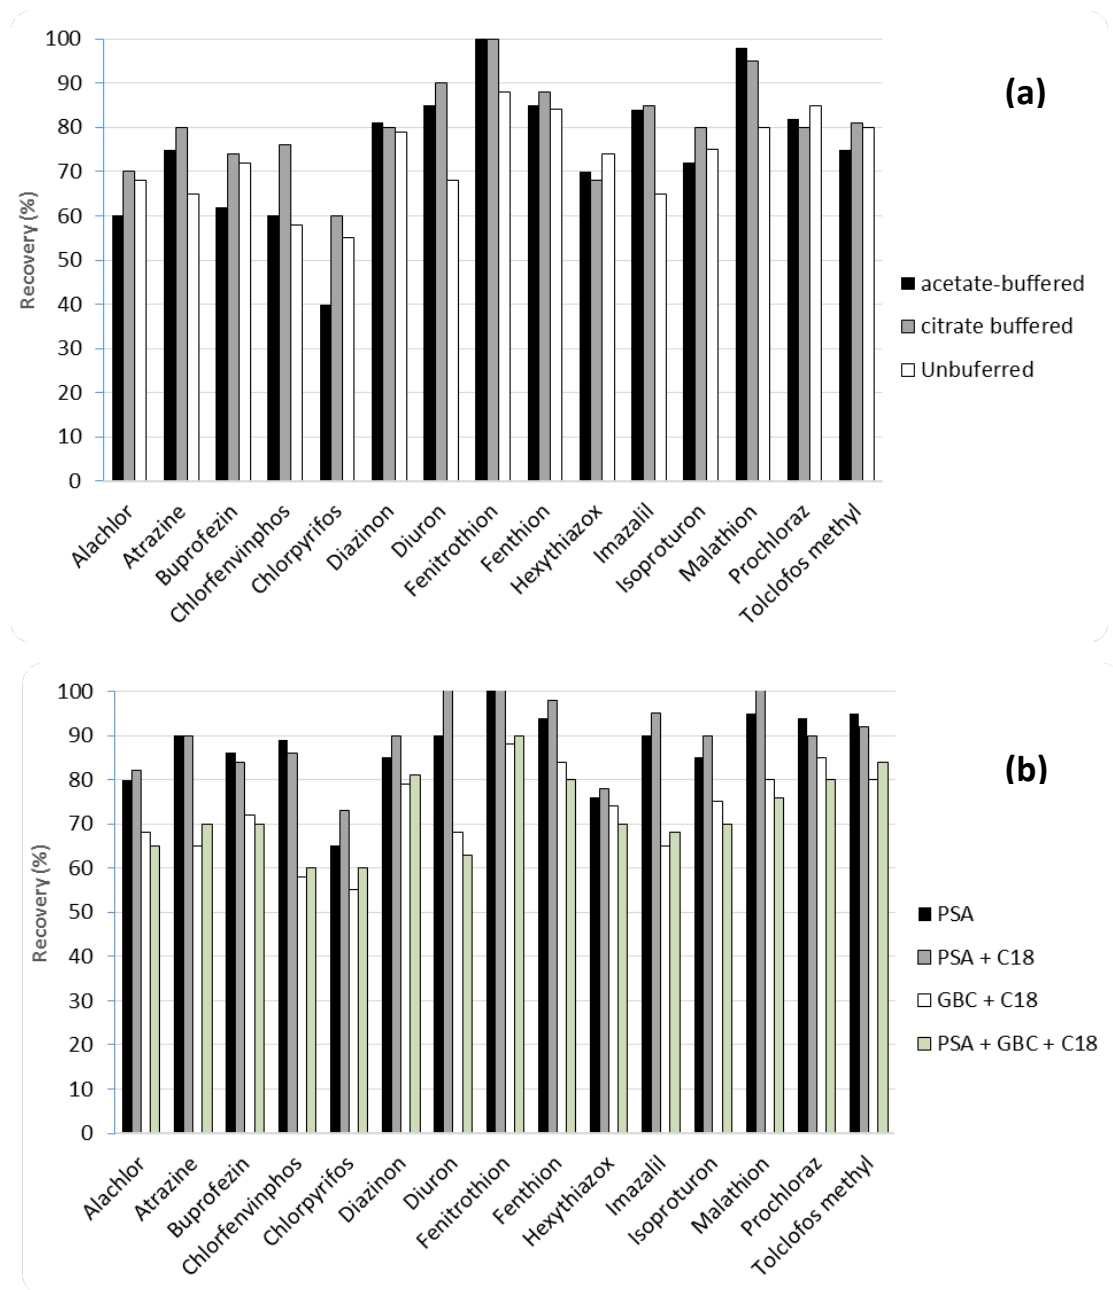 100
90
80
70
60
50
40
30
20
10
0
Recovery (%)
(a)
acetate-buffered
citrate buffered
Unbuferred
Alachlor
Atrazine
Buprofezin
Chlorfenvinphos
Chlorpyrifos
Diazinon
Diuron
Fenitrothion
Fenthion
Hexythiazox
Imazalil
Isoproturon
Malathion
Prochloraz
Tolclofos methyl
100
90
80
70
60
50
40
30
20
10
0
Recovery (%)
(b)
PSA
PSA + C18
GBC + C18
PSA + GBC + C18
Alachlor
Atrazine
Buprofezin
Chlorfenvinphos
Chlorpyrifos
Diazinon
Diuron
Fenitrothion
Fenthion
Hexythiazox
Imazalil
Isoproturon
Malathion
Prochloraz
Tolclofos methyl